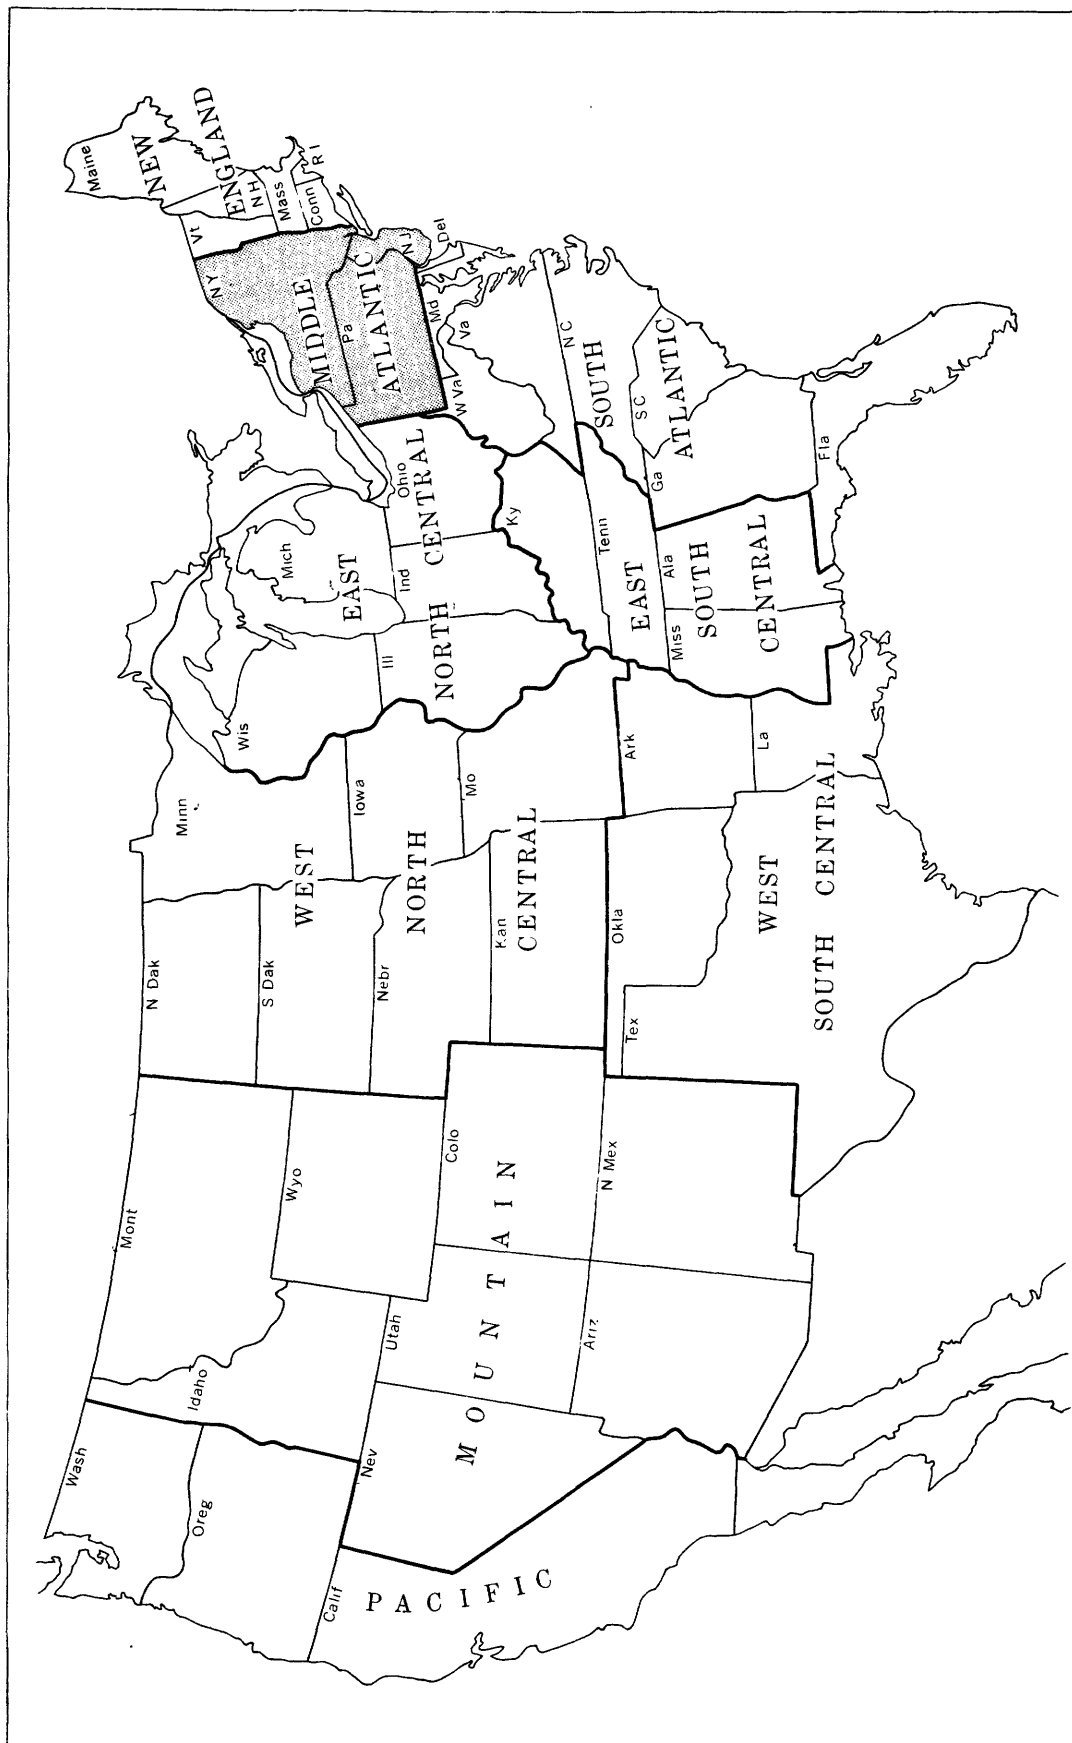 Wash
Oreg
Calif
PACIFIC
Idaho
Nev
Mont
Wyo
Utah
Colo
Ariz
N Mex
MOUNTAIN
N Dak
S Dak
Nebr
Kan
Minn
Iowa
Mo
WEST
NORTH
CENTRAL
Okla
Tex
Ark
La
WEST
SOUTH CENTRAL
Wis
Mich
Ill
Ind
Ohio
EAST
NORTH CENTRAL
Ky
Tenn
Miss
Ala
EAST
SOUTH
CENTRAL
W Va
Md
Del
Va
N C
S C
Ga
Fla
SOUTH
ATLANTIC
NY
Pa
NJ
MIDDLE
ATLANTIC
Maine
Vt
N H
Mass
Conn
R I
NEW
ENGLAND